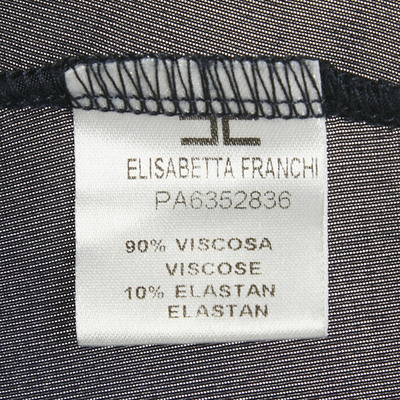 ELISABETTA FRANCHI
PA6352836
90% VISCOSA
VISCOSE
10% ELASTAN
ELASTAN